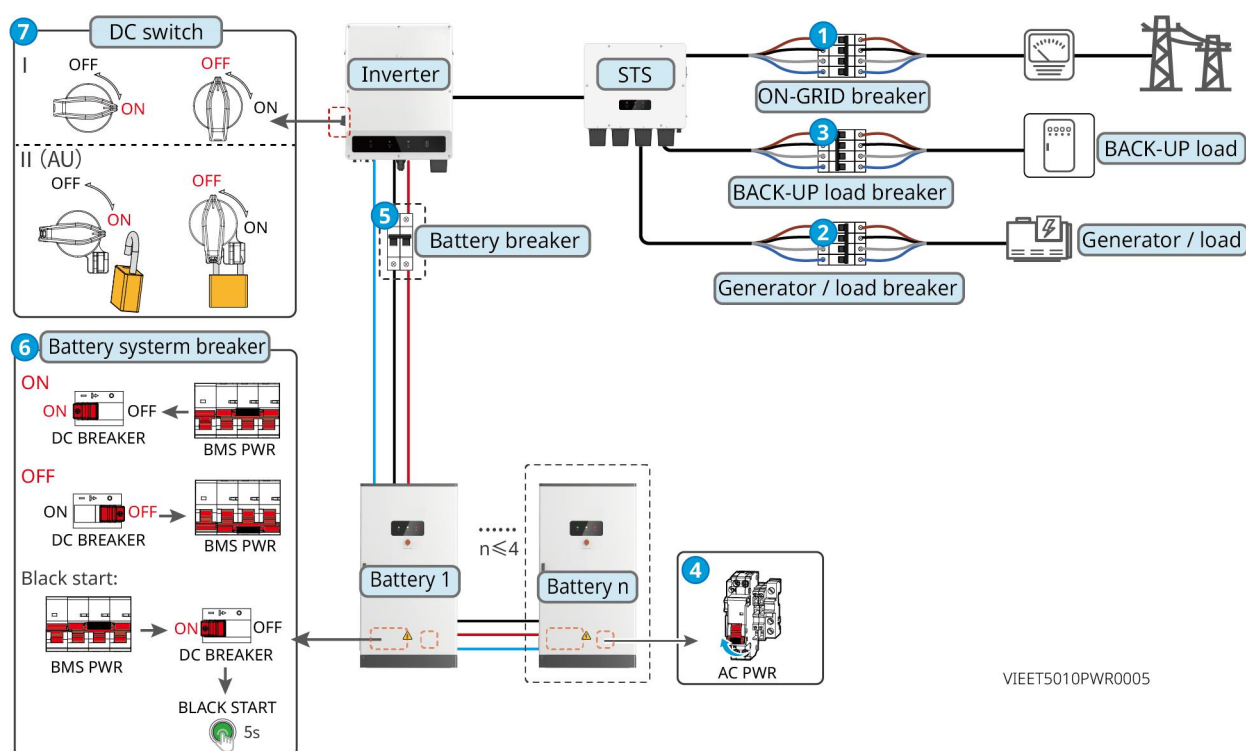 7
DC switch
I
OFF
ON
OFF
ON
II (AU)
OFF
ON
OFF
ON
Inverter
STS
1
ON-GRID breaker
3
BACK-UP load breaker
BACK-UP load
2
Generator / load breaker
Generator / load
5
Battery breaker
6
Battery systerm breaker
ON
ON
OFF
DC BREAKER
BMS PWR
OFF
ON
OFF
DC BREAKER
BMS PWR
Black start:
BMS PWR
ON
OFF
DC BREAKER
BLACK START
5s
Battery 1
......
n≤4
Battery n
4
AC PWR
VIEET5010PWR0005